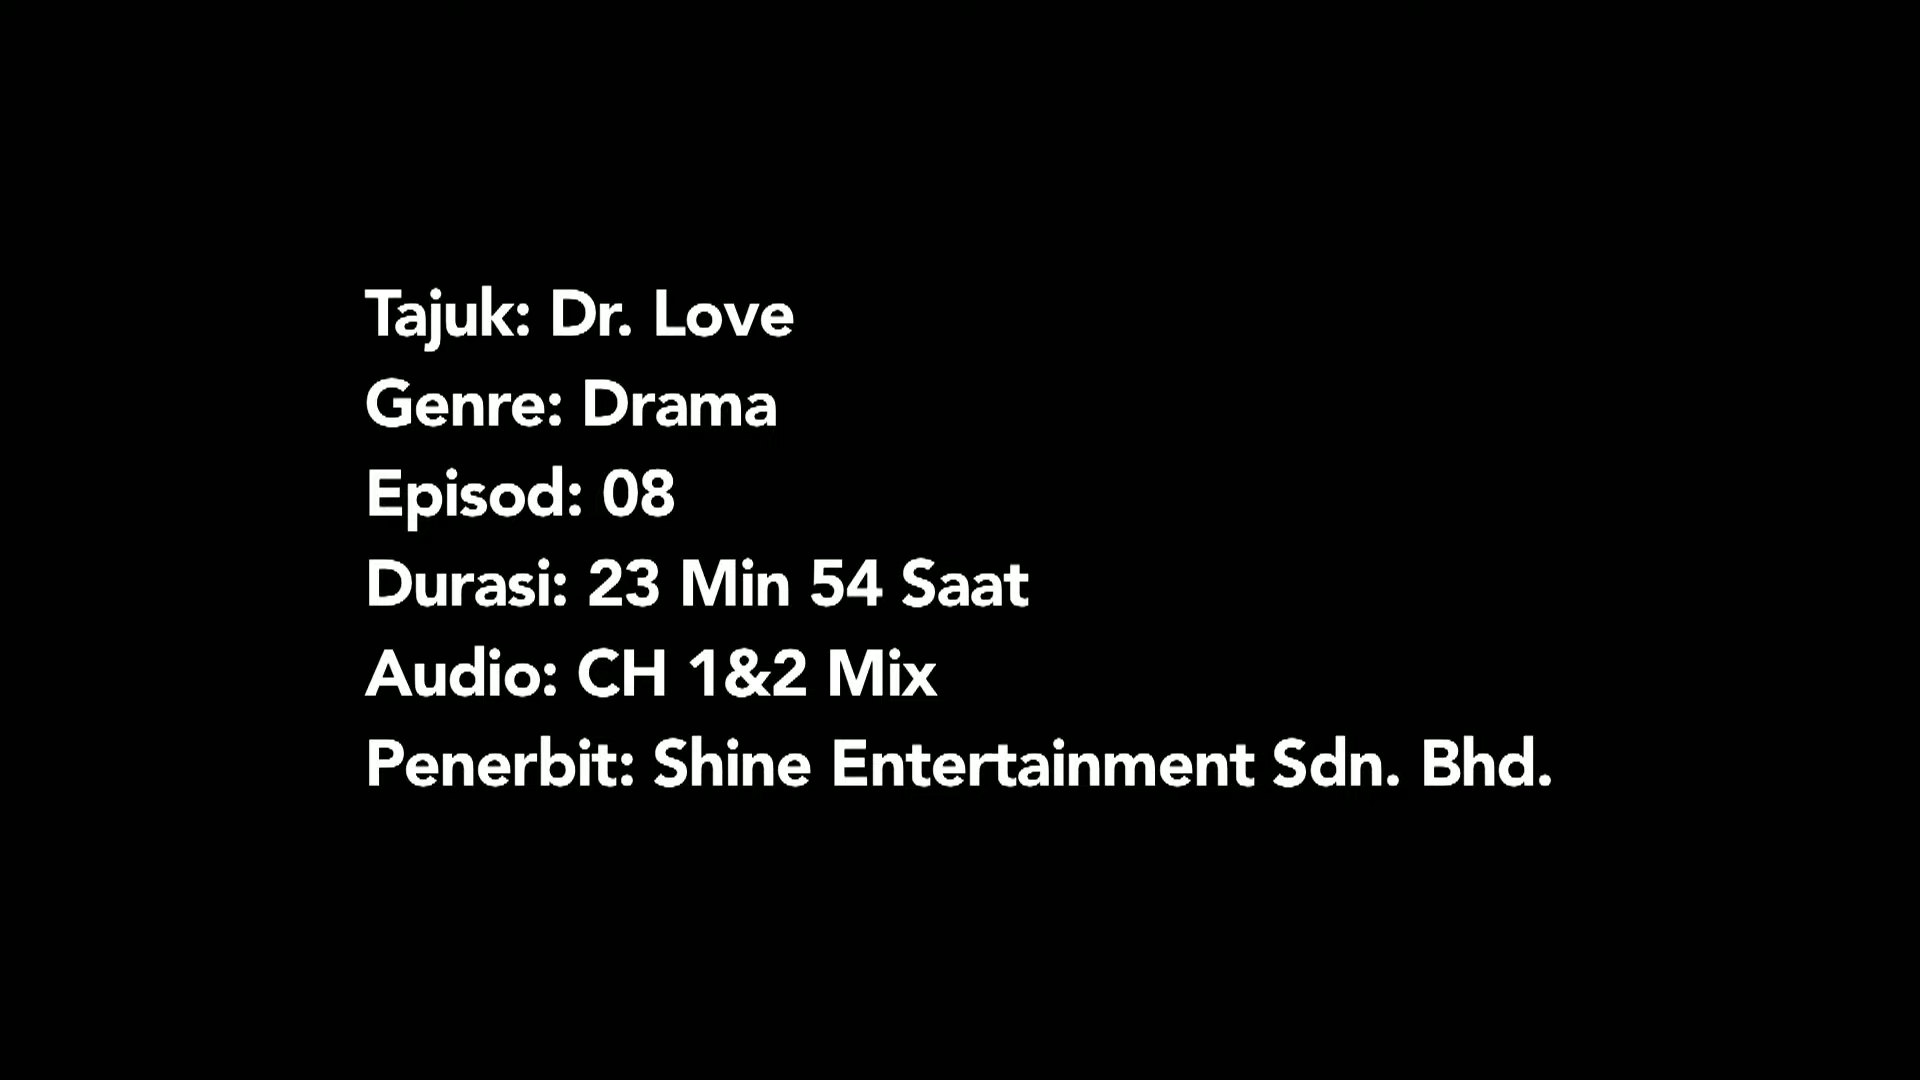 Tajuk: Dr. Love
Genre: Drama
Episod: 08
Durasi: 23 Min 54 Saat
Audio: CH 1&2 Mix
Penerbit: Shine Entertainment Sdn. Bhd.